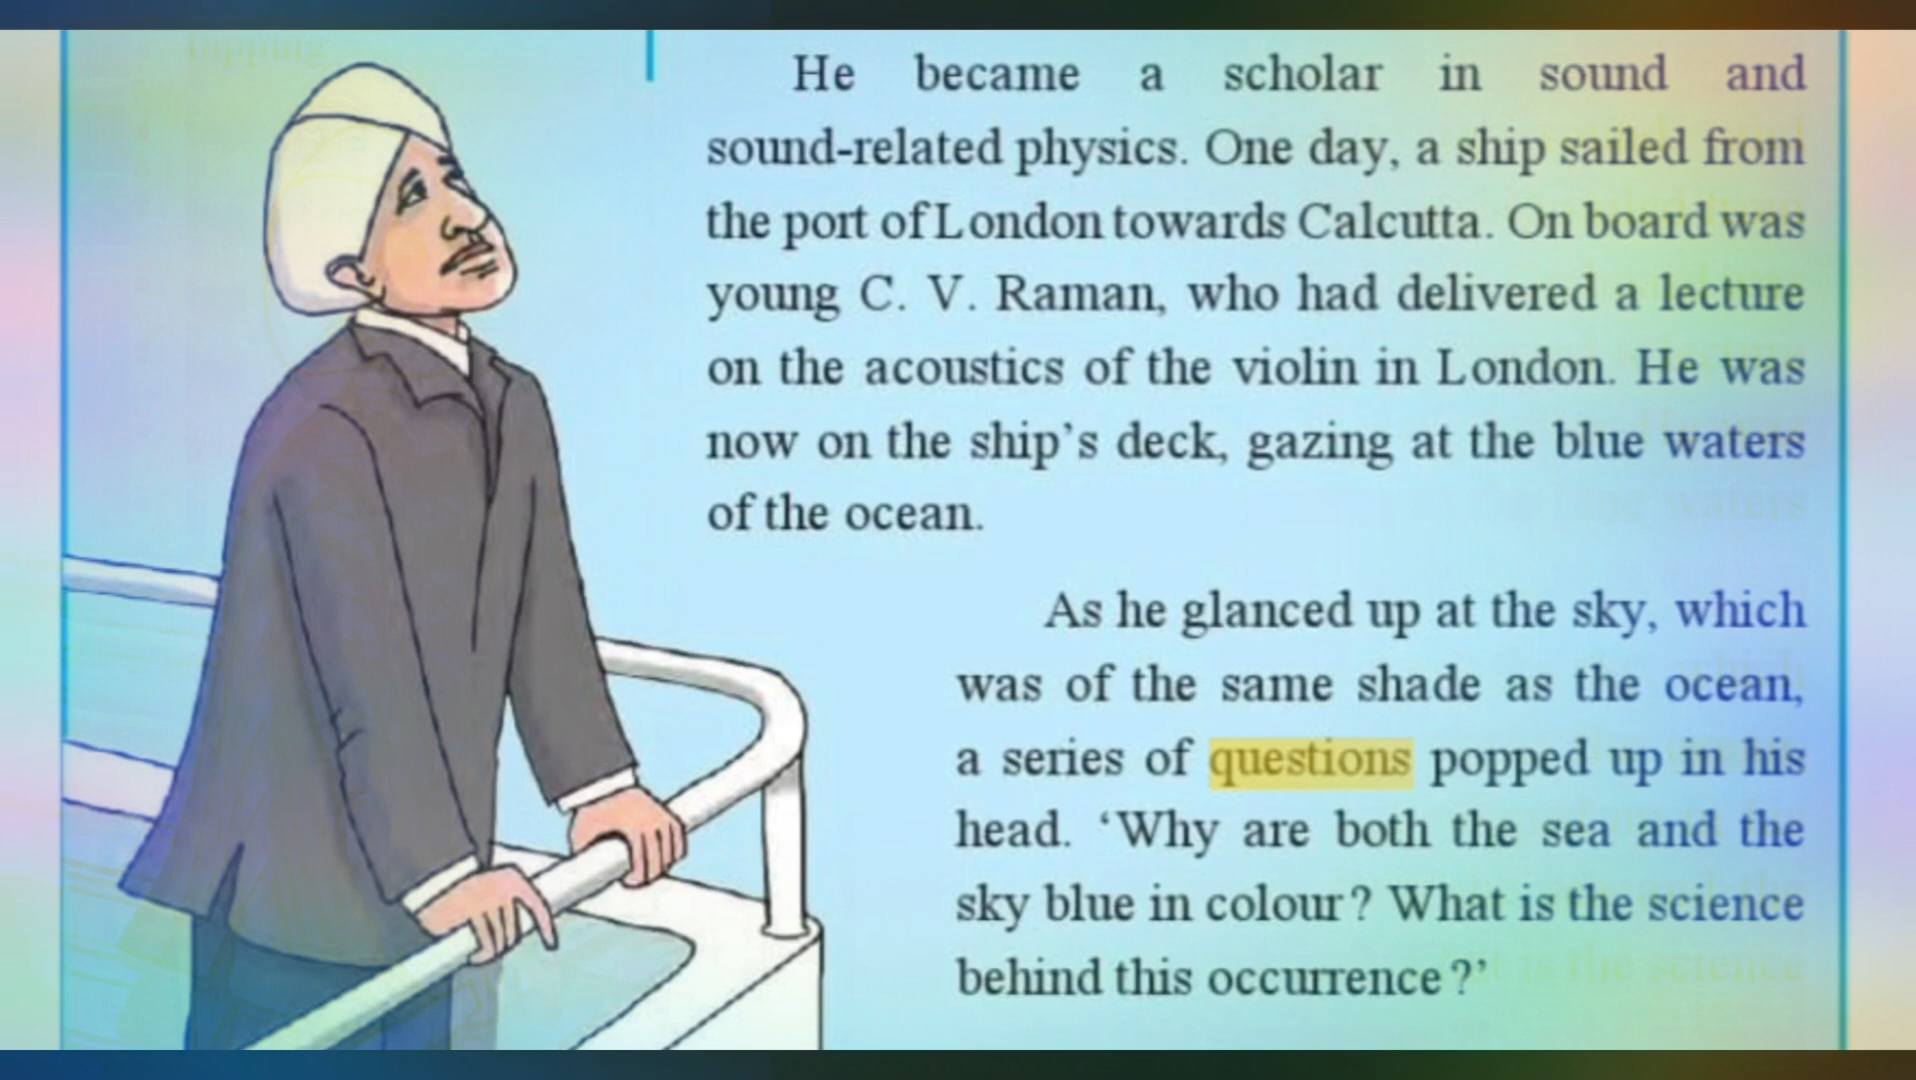 tapping
He became a scholar in sound and
sound-related physics. One day, a ship sailed from
the port of London towards Calcutta. On board was
young C. V. Raman, who had delivered a lecture
on the acoustics of the violin in London. He was
now on the ship's deck, gazing at the blue waters
of the ocean.
As he glanced up at the sky, which
was of the same shade as the ocean,
a series of questions popped up in his
head. ‘Why are both the sea and the
sky blue in colour? What is the science
behind this occurrence?’